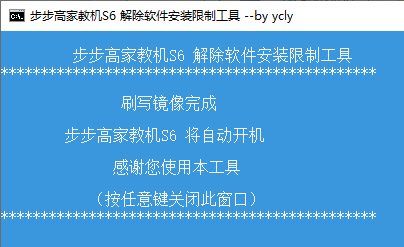 步步高家教机S6 解除软件安装限制工具 --by ycly
步步高家教机S6 解除软件安装限制工具
***********************************************
刷写镜像完成
步步高家教机S6 将自动开机
感谢您使用本工具
（按任意键关闭此窗口）
***********************************************